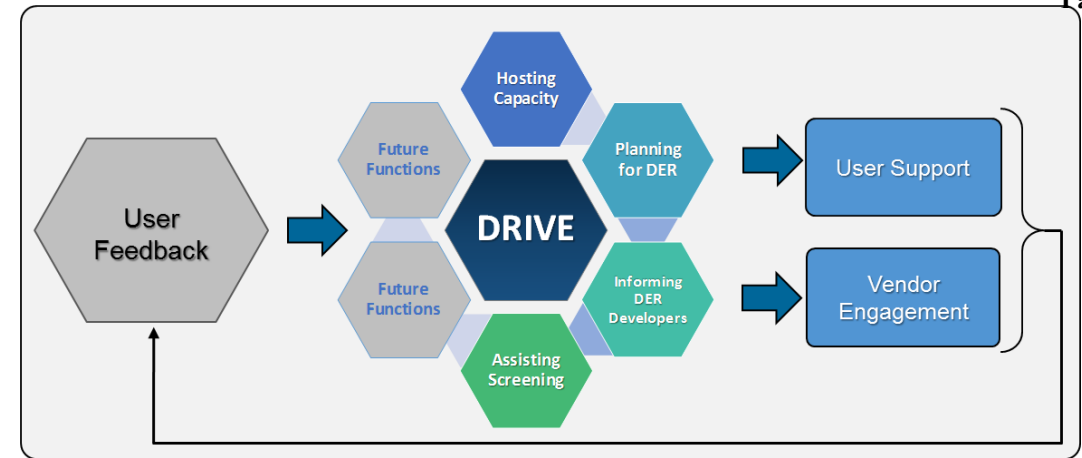 User
Feedback
Future
Functions
Future
Functions
Hosting
Capacity
DRIVE
Planning
for DER
Informing
DER
Developers
Assisting
Screening
User Support
Vendor
Engagement